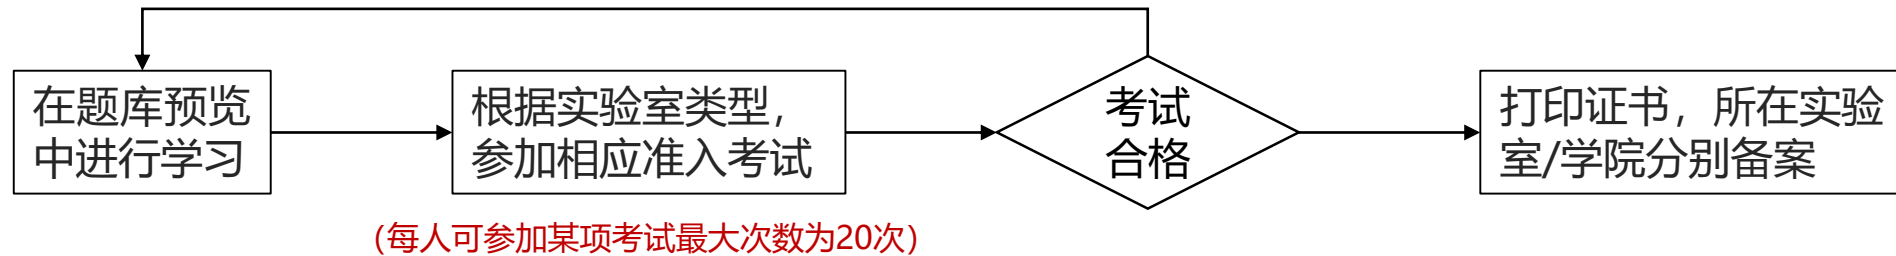 在题库预览
中进行学习
根据实验室类型，
参加相应准入考试
考试
合格
打印证书，所在实验
室/学院分别备案
（每人可参加某项考试最大次数为20次）